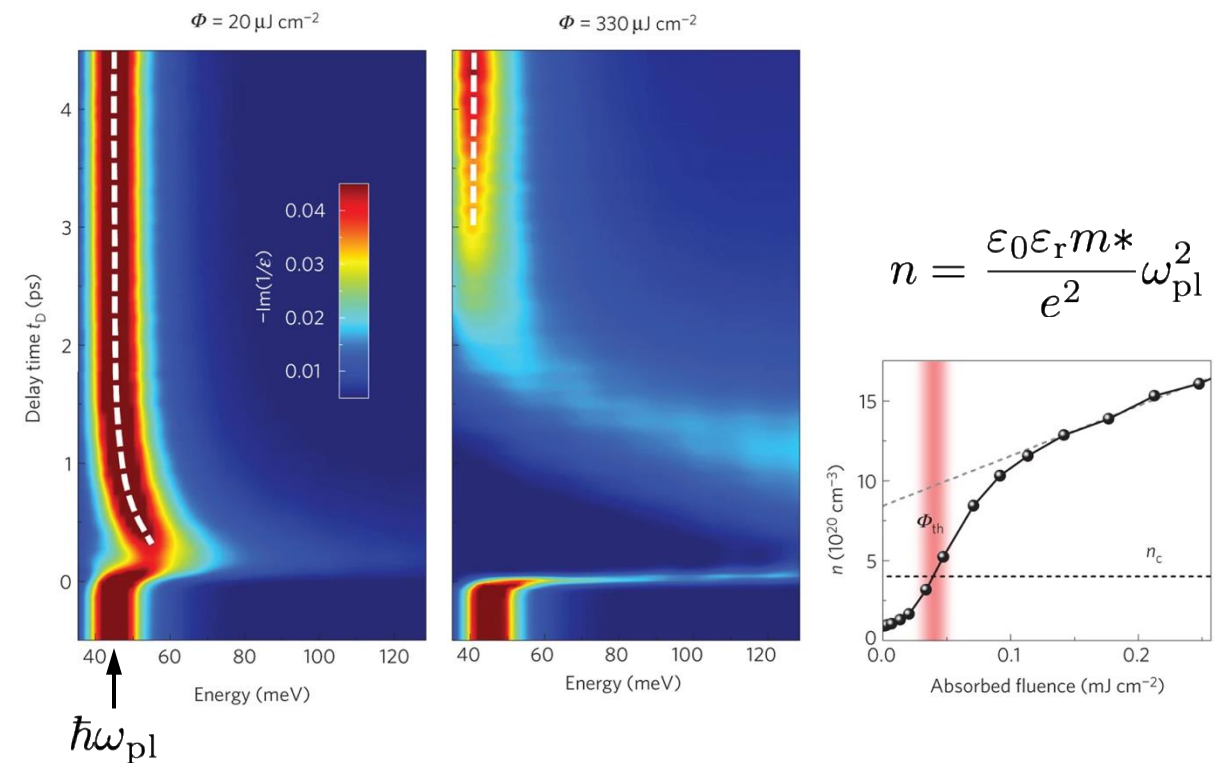 Φ = 20 μJ cm⁻²
Φ = 330 μJ cm⁻²
Delay time t_D (ps)
4
3
2
1
0
−Im(1/ε)
0.04
0.03
0.02
0.01
40 60 80 100 120
Energy (meV)
40 60 80 100 120
Energy (meV)
ħω_pl
n = ε₀ε_r m* / e² ω²_pl
n (10²⁰ cm⁻³)
15
10
5
0
Φ_th
n_c
0.0 0.1 0.2
Absorbed fluence (mJ cm⁻²)